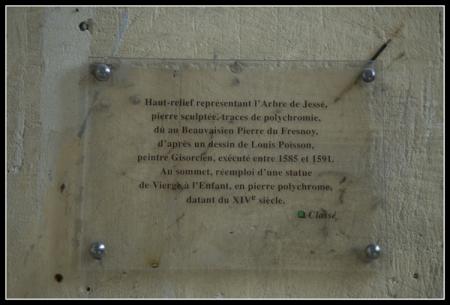 Haut-relief représentant l'Arbre de Jessé,
pierre sculptée, traces de polychromie,
dû au Beauvaisien Pierre du Fresnoy,
d'après un dessin de Louis Poisson,
peintre Gisorcien, exécuté entre 1585 et 1591.
Au sommet, réemploi d'une statue
de Vierge à l'Enfant, en pierre polychrome,
datant du XIVe siècle.
Classé